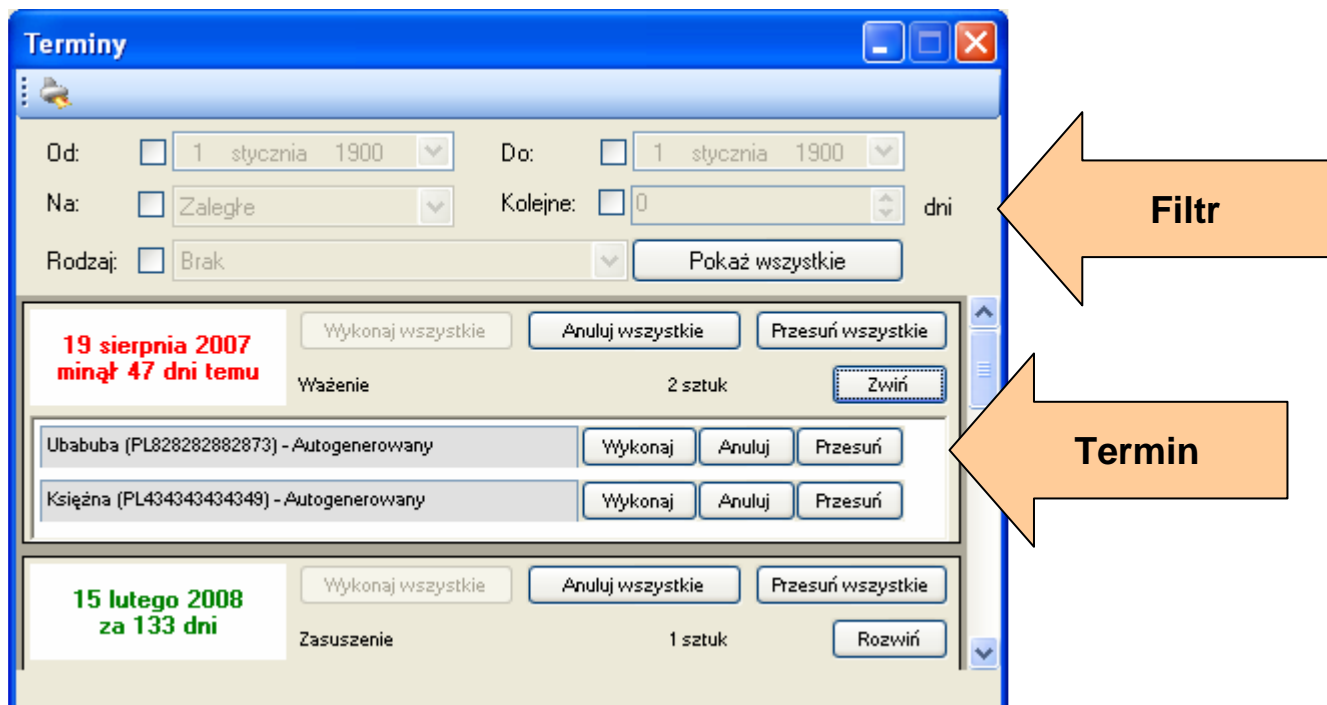 Terminy
Od: 1 stycznia 1900 Do: 1 stycznia 1900
Na: Zaległe Kolejne: 0 dni
Rodzaj: Brak Pokaż wszystkie
Filtr
19 sierpnia 2007
minął 47 dni temu
Wykonaj wszystkie Anuluj wszystkie Przesuń wszystkie
Ważenie 2 sztuk Zwiń
Ubabuba (PL828282882873) - Autogenerowany Wykonaj Anuluj Przesuń
Księżna (PL434343434349) - Autogenerowany Wykonaj Anuluj Przesuń
Termin
15 lutego 2008
za 133 dni
Wykonaj wszystkie Anuluj wszystkie Przesuń wszystkie
Zasuszenie 1 sztuk Rozwiń